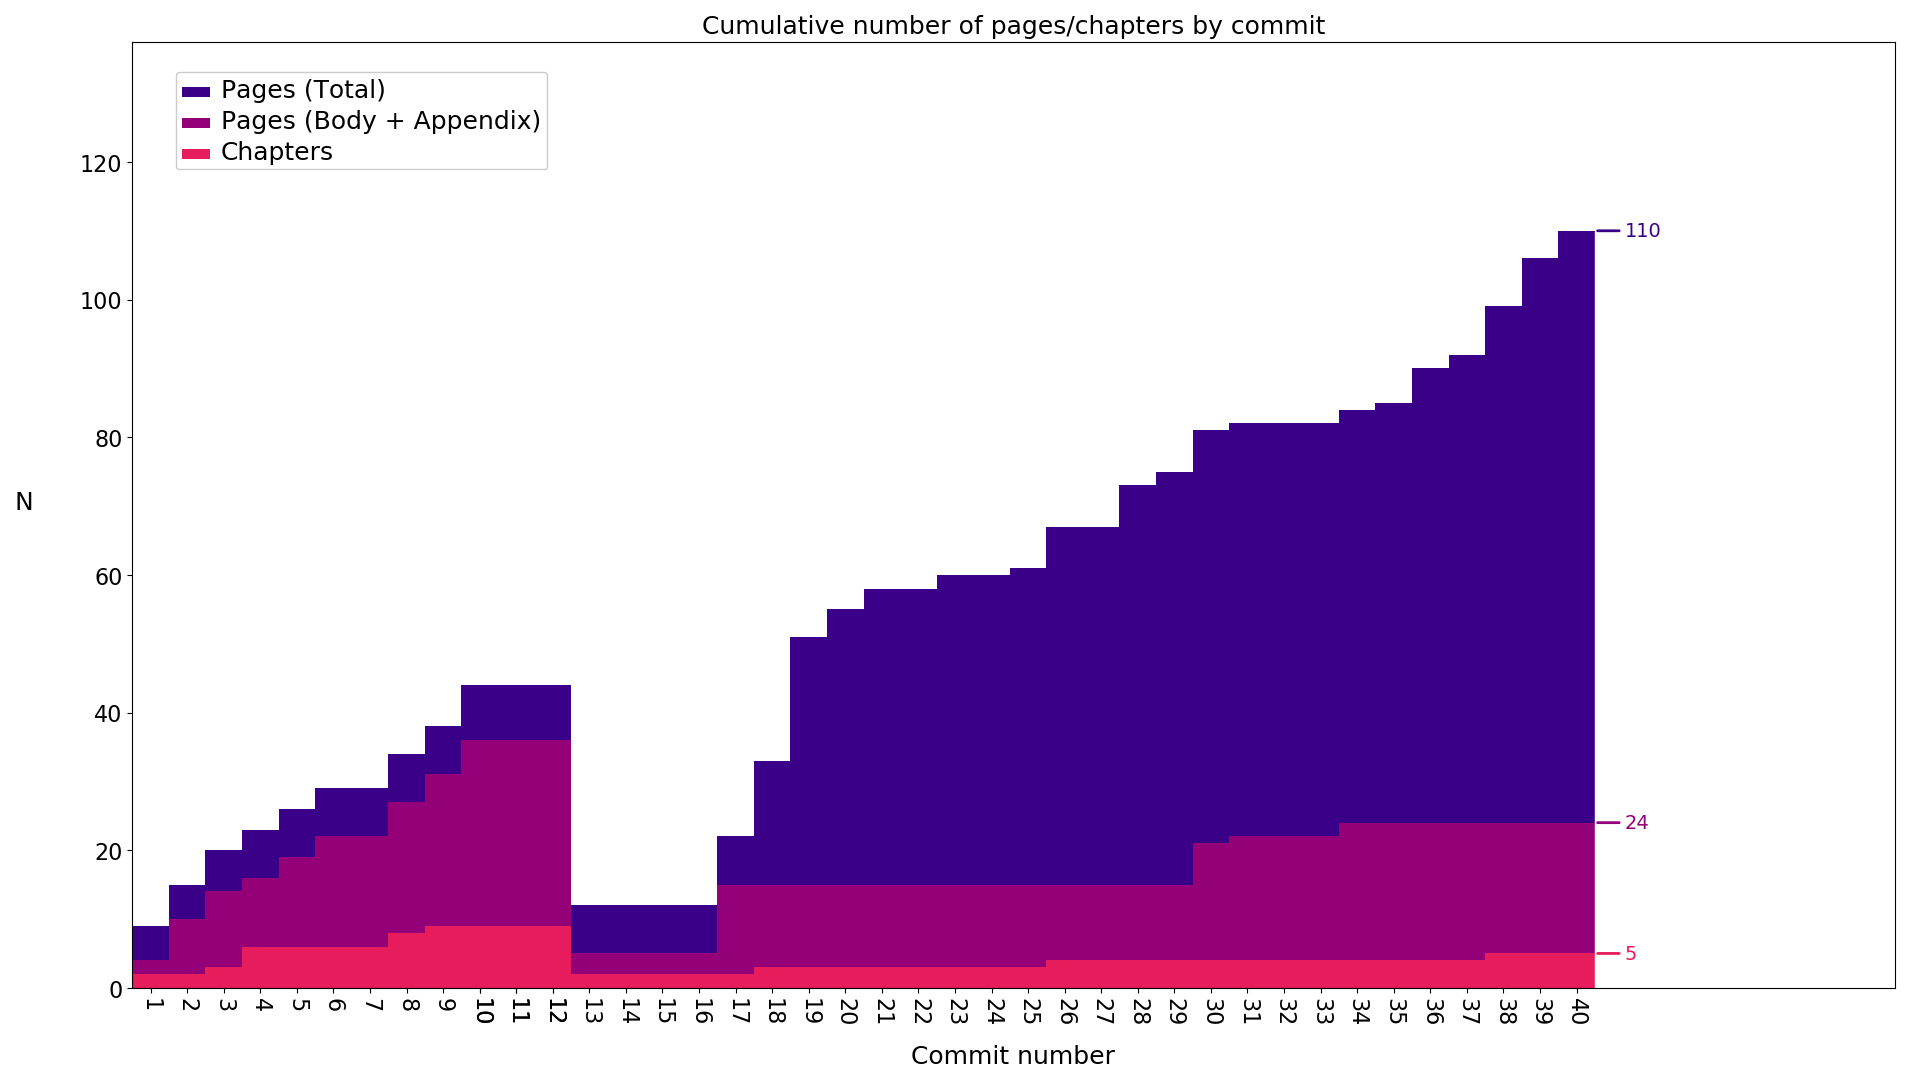 Cumulative number of pages/chapters by commit
Pages (Total)
Pages (Body + Appendix)
Chapters
120
100
80
60
40
20
0
N
110
24
5
1 2 3 4 5 6 7 8 9 10 11 12 13 14 15 16 17 18 19 20 21 22 23 24 25 26 27 28 29 30 31 32 33 34 35 36 37 38 39 40
Commit number